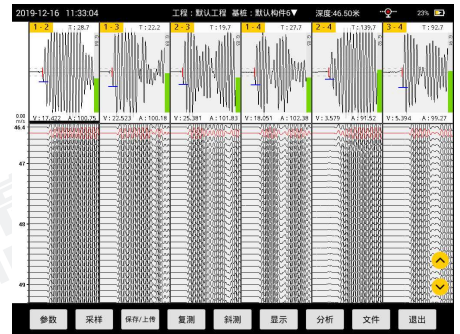 2019-12-16 11:33:04 工程：默认工程 基桩：默认构件6▼ 深度:46.50米 23%
1-2 T:28.7 1-3 T:22.2 2-3 T:19.7 1-4 T:27.7 2-4 T:139.7 3-4 T:92.7
V:17.422 A:100.75 V:22.523 A:100.18 V:25.381 A:101.83 V:18.051 A:102.38 V:3.579 A:91.52 V:5.394 A:99.27
0.00
m/s
46.4
47
48
49
参数 采样 保存/上传 复测 斜测 显示 分析 文件 退出